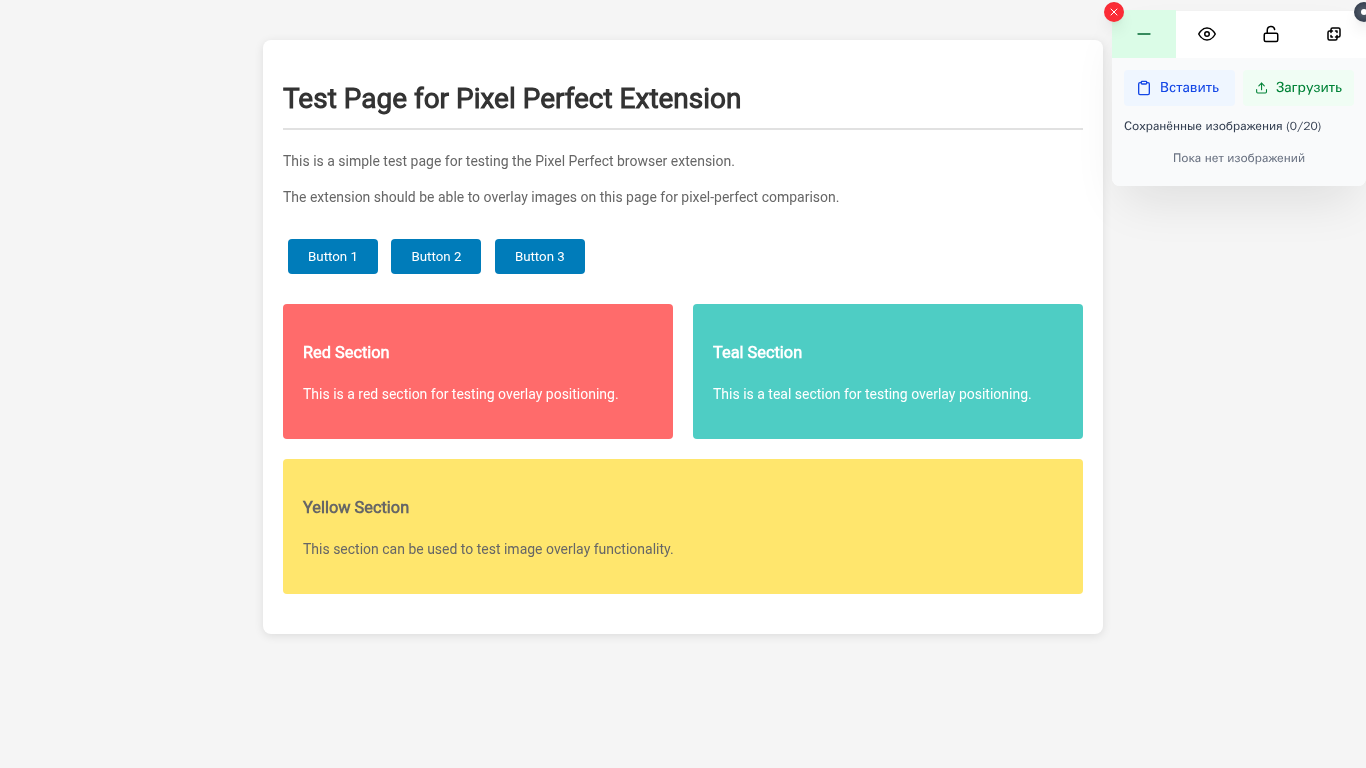 Test Page for Pixel Perfect Extension
This is a simple test page for testing the Pixel Perfect browser extension.
The extension should be able to overlay images on this page for pixel-perfect comparison.
Button 1
Button 2
Button 3
Red Section
This is a red section for testing overlay positioning.
Teal Section
This is a teal section for testing overlay positioning.
Yellow Section
This section can be used to test image overlay functionality.
Вставить
Загрузить
Сохранённые изображения (0/20)
Пока нет изображений